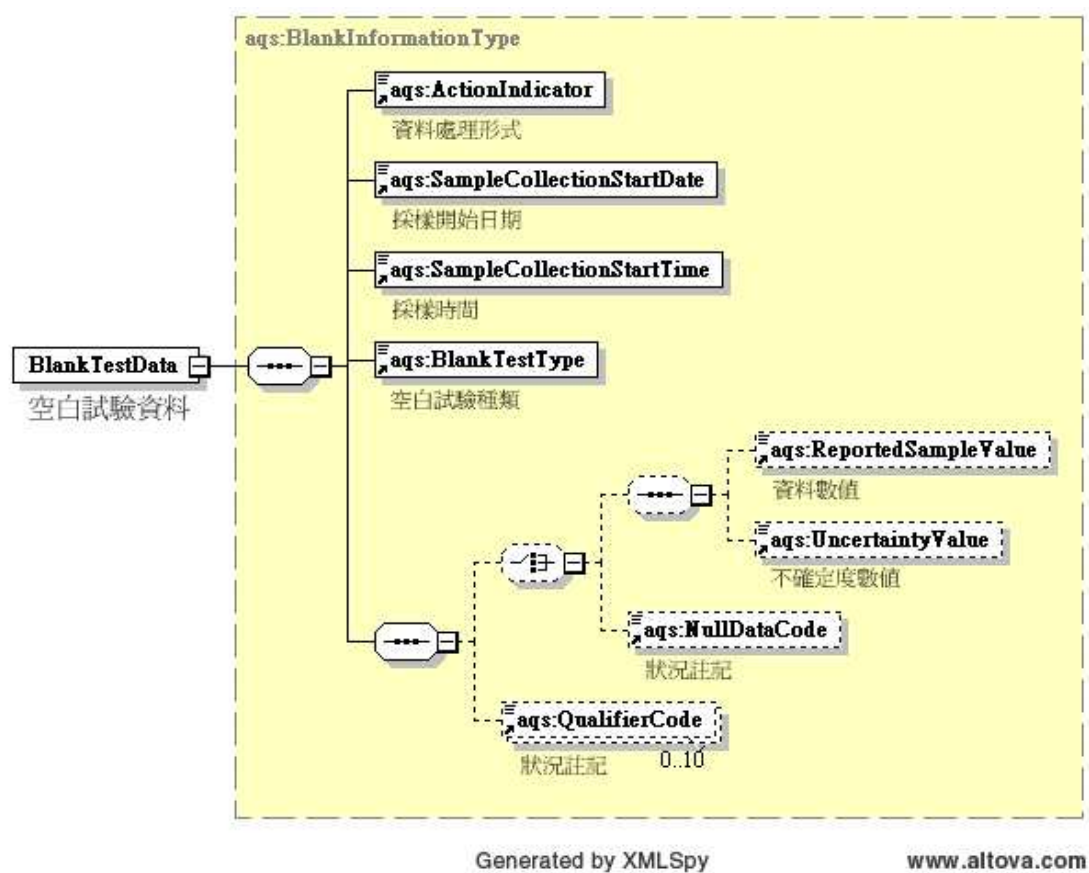 aqs:BlankInformationType
aqs:ActionIndicator
資料處理形式
aqs:SampleCollectionStartDate
採樣開始日期
aqs:SampleCollectionStartTime
採樣時間
BlankTestData
空白試驗資料
aqs:BlankTestType
空白試驗種類
aqs:ReportedSampleValue
資料數值
aqs:UncertaintyValue
不確定度數值
aqs:NullDataCode
狀況註記
aqs:QualifierCode
0..10
狀況註記
Generated by XMLSpy
www.altova.com